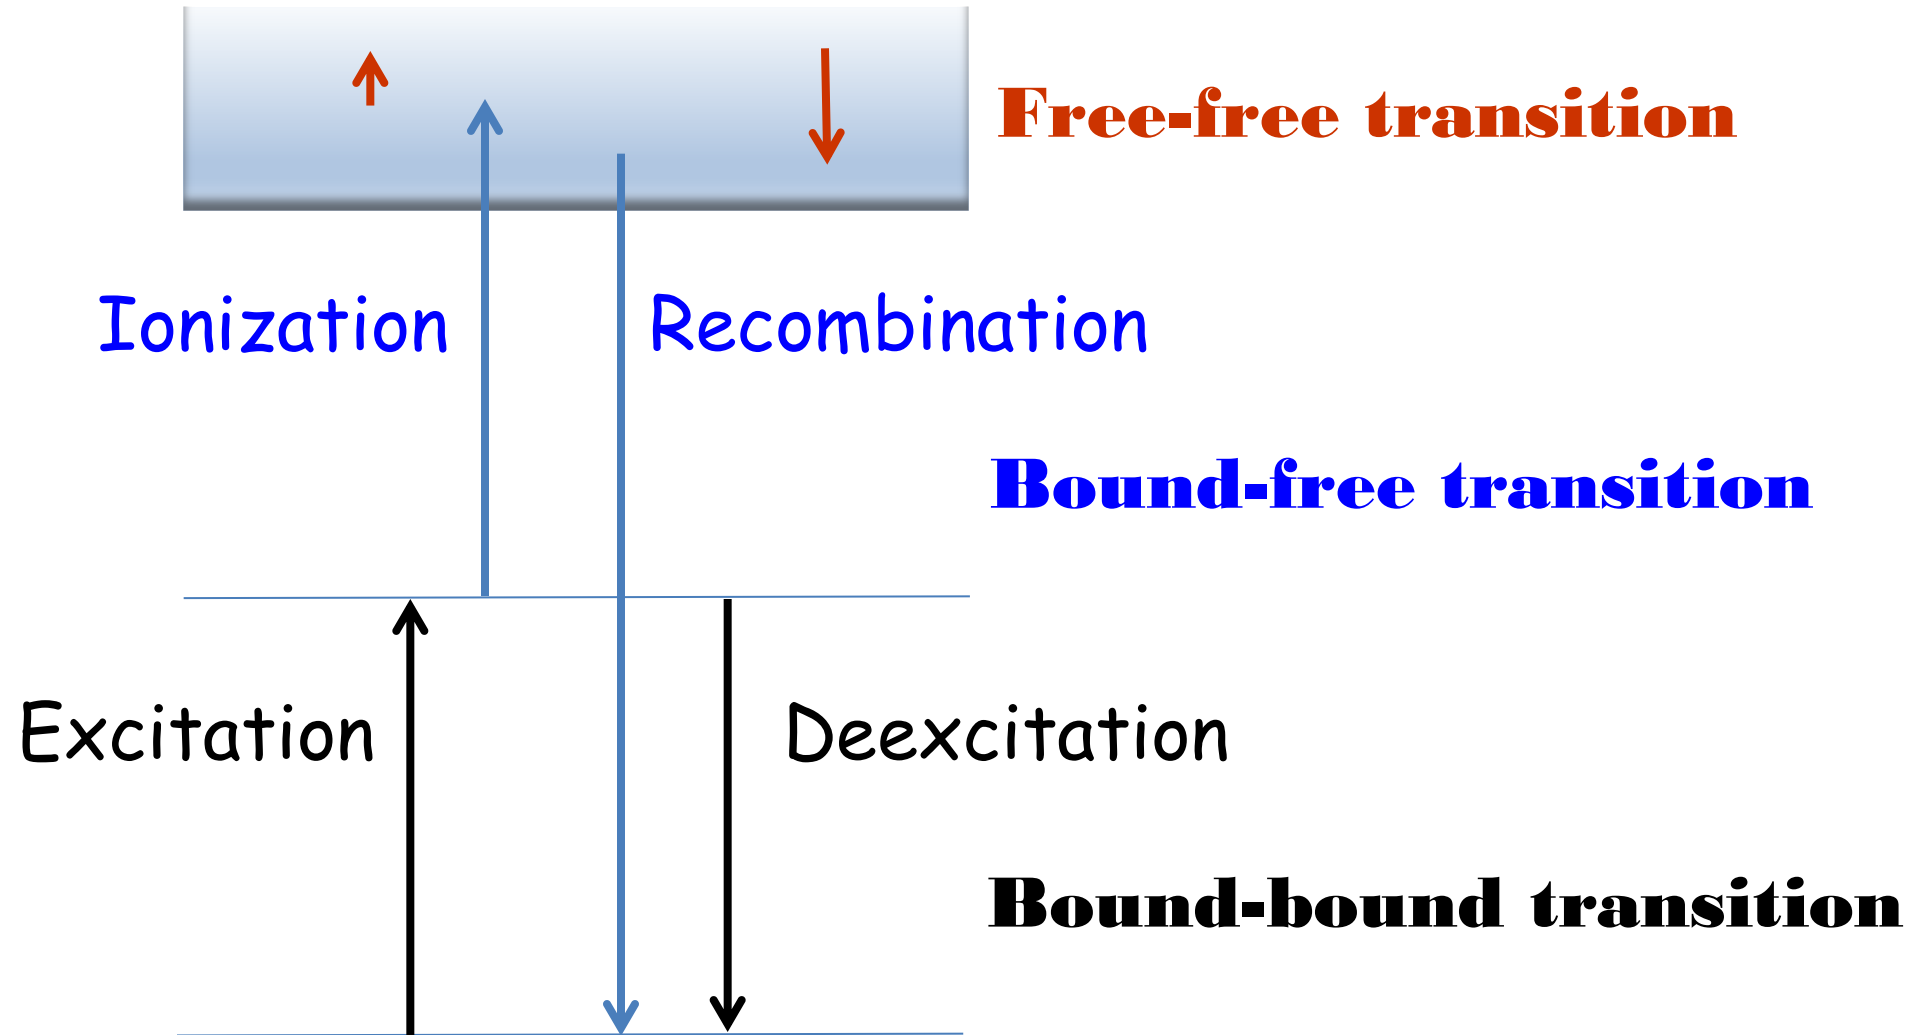 Free-free transition
Ionization
Recombination
Bound-free transition
Excitation
Deexcitation
Bound-bound transition